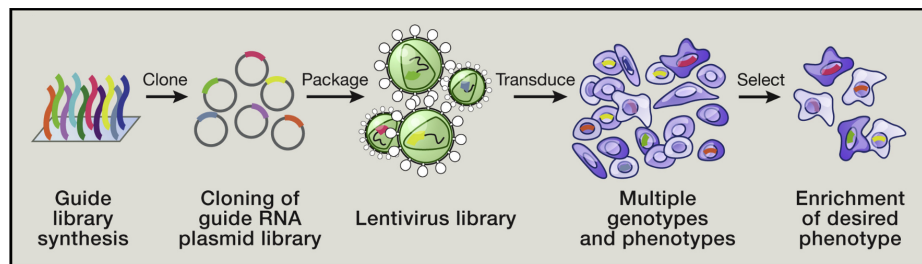 Clone
Package
Transduce
Select
Guide
library
synthesis
Cloning of
guide RNA
plasmid library
Lentivirus library
Multiple
genotypes
and phenotypes
Enrichment
of desired
phenotype